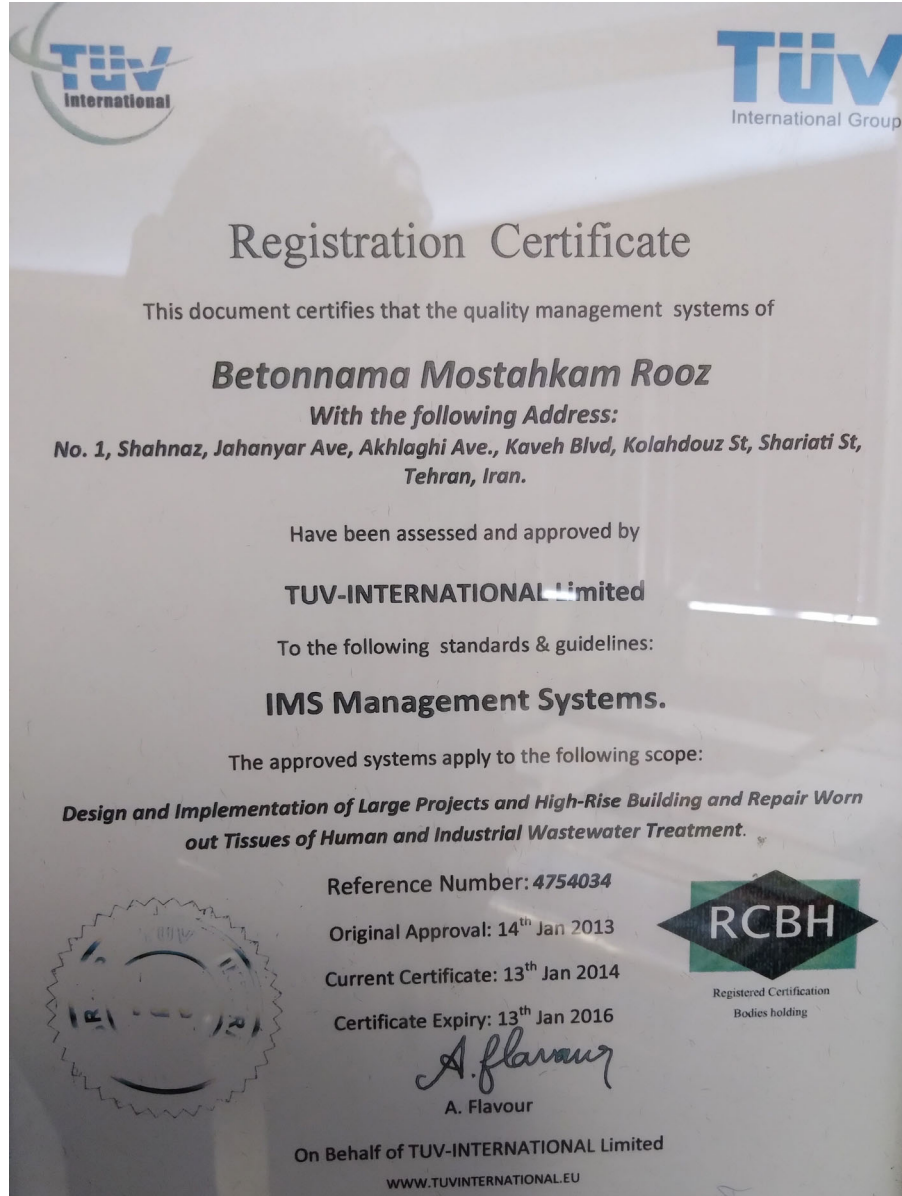 TÜV
international
TÜV
International Group
Registration Certificate
This document certifies that the quality management systems of
Betonnama Mostahkam Rooz
With the following Address:
No. 1, Shahnaz, Jahanyar Ave, Akhlaghi Ave., Kaveh Blvd, Kolahdouz St, Shariati St,
Tehran, Iran.
Have been assessed and approved by
TUV-INTERNATIONAL Limited
To the following standards & guidelines:
IMS Management Systems.
The approved systems apply to the following scope:
Design and Implementation of Large Projects and High-Rise Building and Repair Worn
out Tissues of Human and Industrial Wastewater Treatment.
Reference Number: 4754034
Original Approval: 14th Jan 2013
Current Certificate: 13th Jan 2014
Certificate Expiry: 13th Jan 2016
RCBH
Registered Certification
Bodies holding
A. Flavour
A. Flavour
On Behalf of TUV-INTERNATIONAL Limited
WWW.TUVINTERNATIONAL.EU